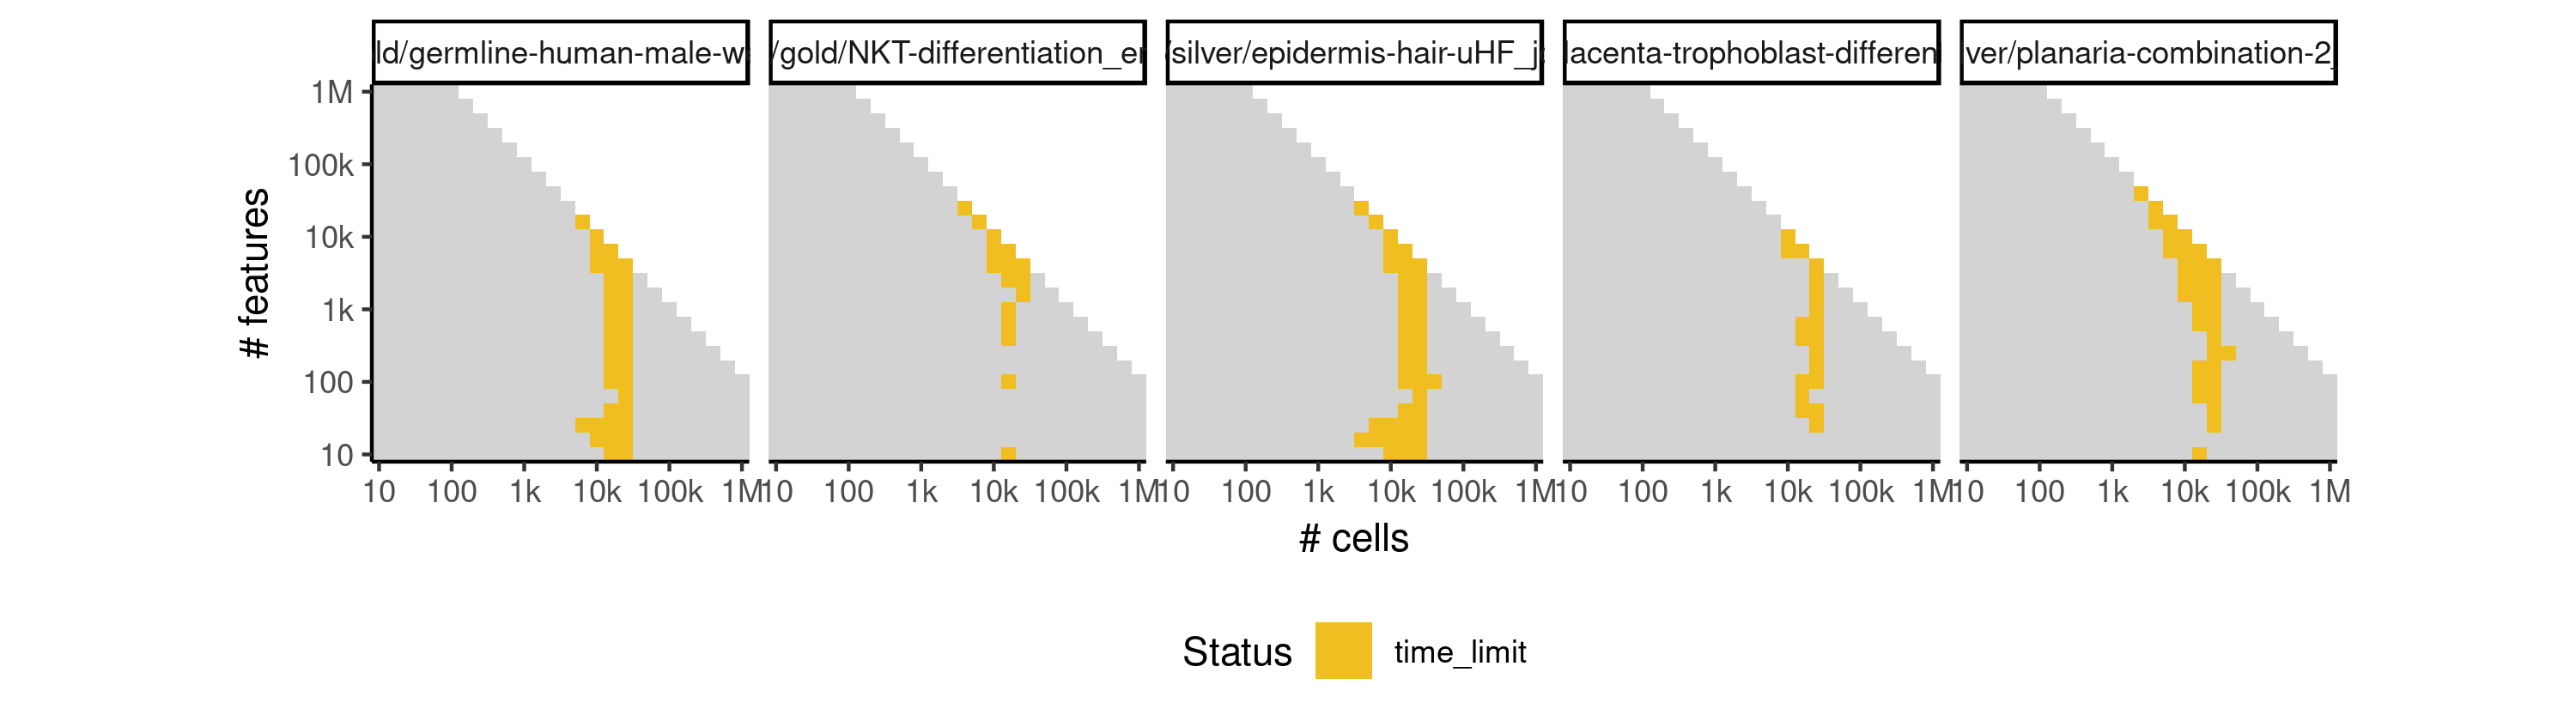 ld/germline-human-male-w
/gold/NKT-differentiation_e
/silver/epidermis-hair-uHF_j
lacenta-trophoblast-differen
ver/planaria-combination-2_
1M
100k
10k
1k
100
10
# features
10 100 1k 10k 100k 1M
10 100 1k 10k 100k 1M
10 100 1k 10k 100k 1M
10 100 1k 10k 100k 1M
10 100 1k 10k 100k 1M
# cells
Status time_limit